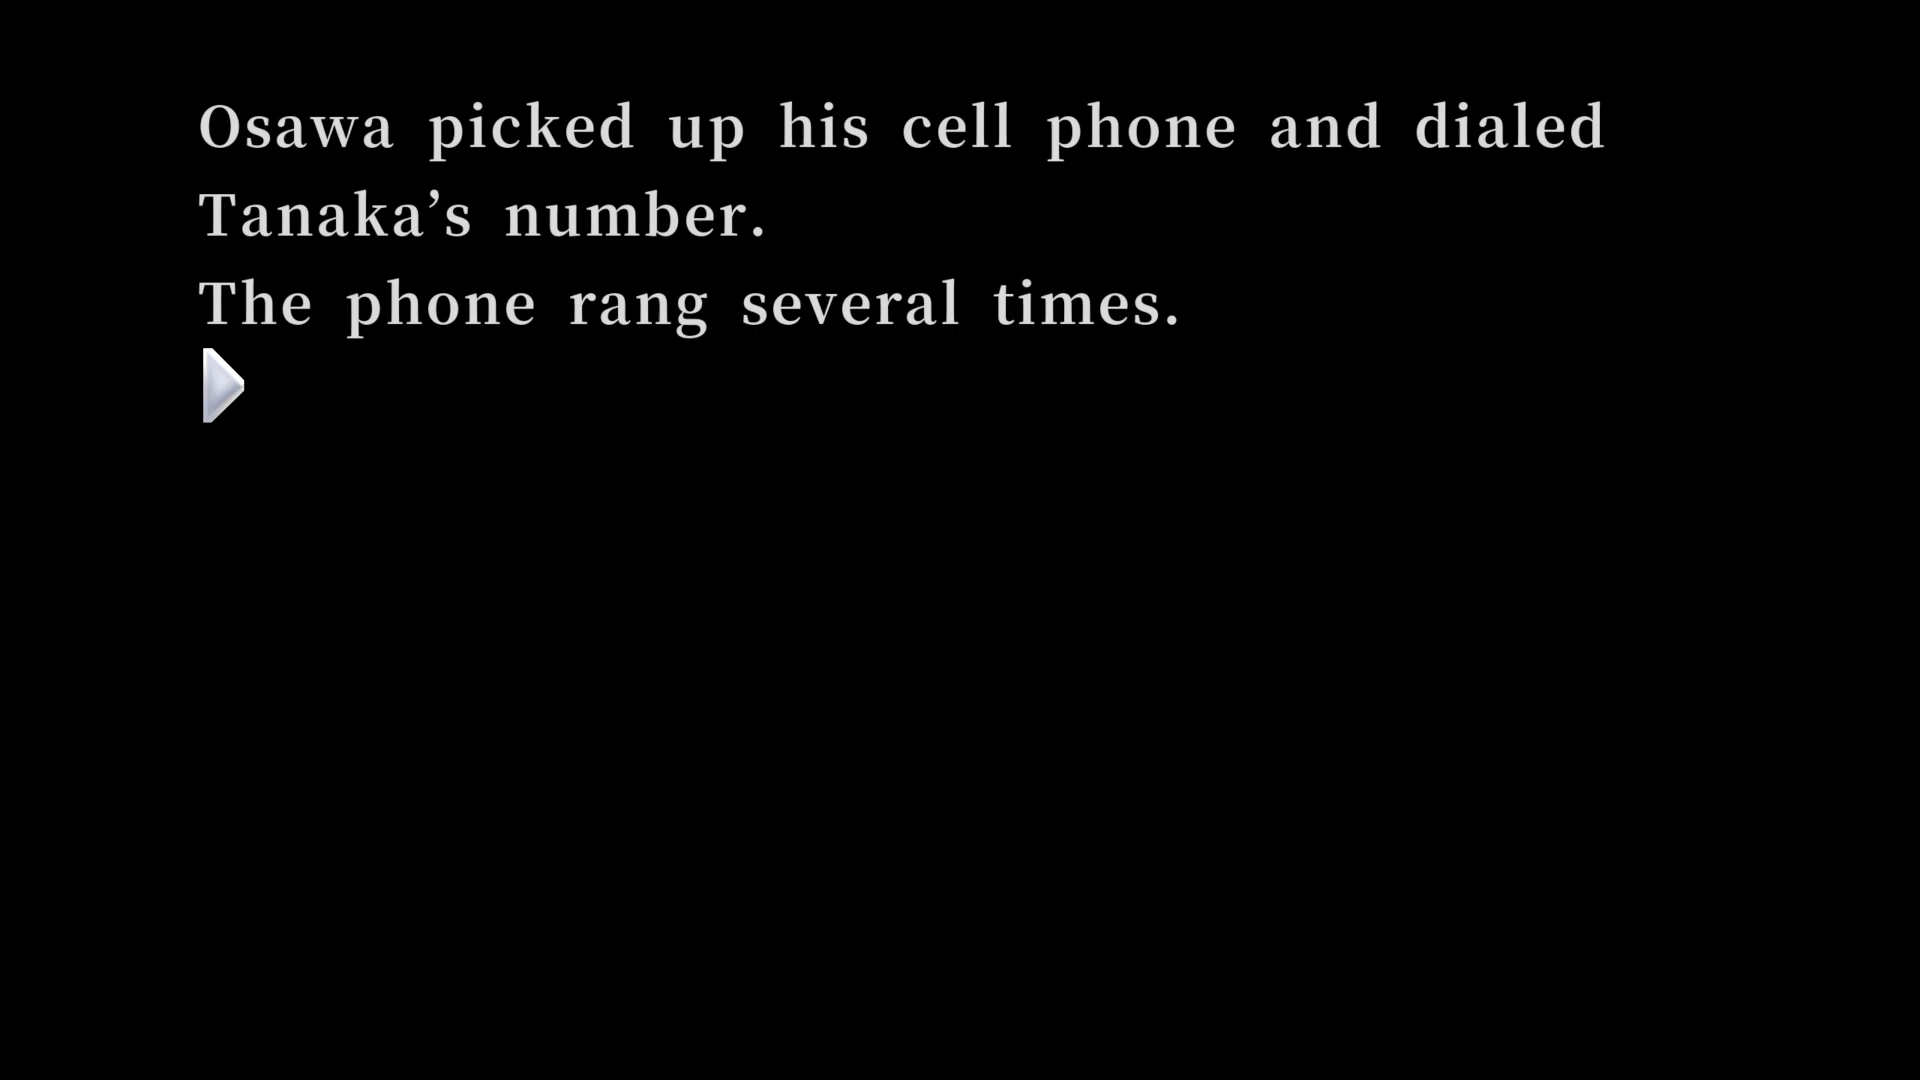 Osawa picked up his cell phone and dialed
Tanaka’s number.
The phone rang several times.